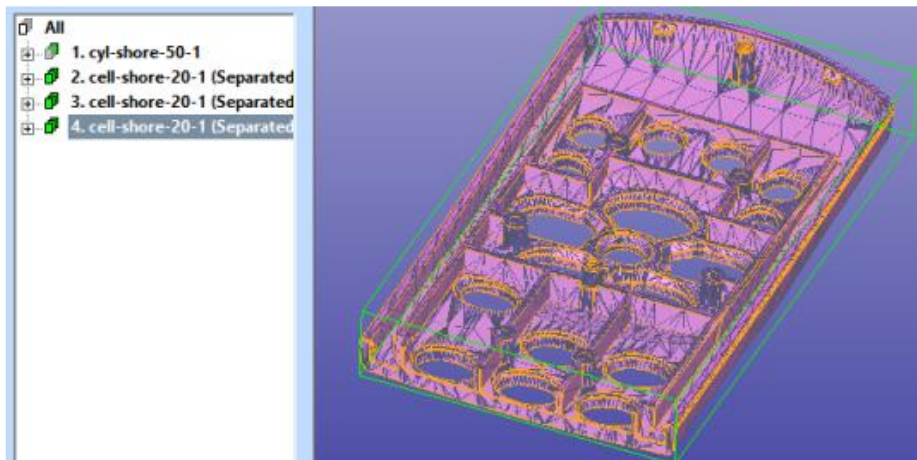 All
1. cyl-shore-50-1
2. cell-shore-20-1 (Separated
3. cell-shore-20-1 (Separated
4. cell-shore-20-1 (Separated